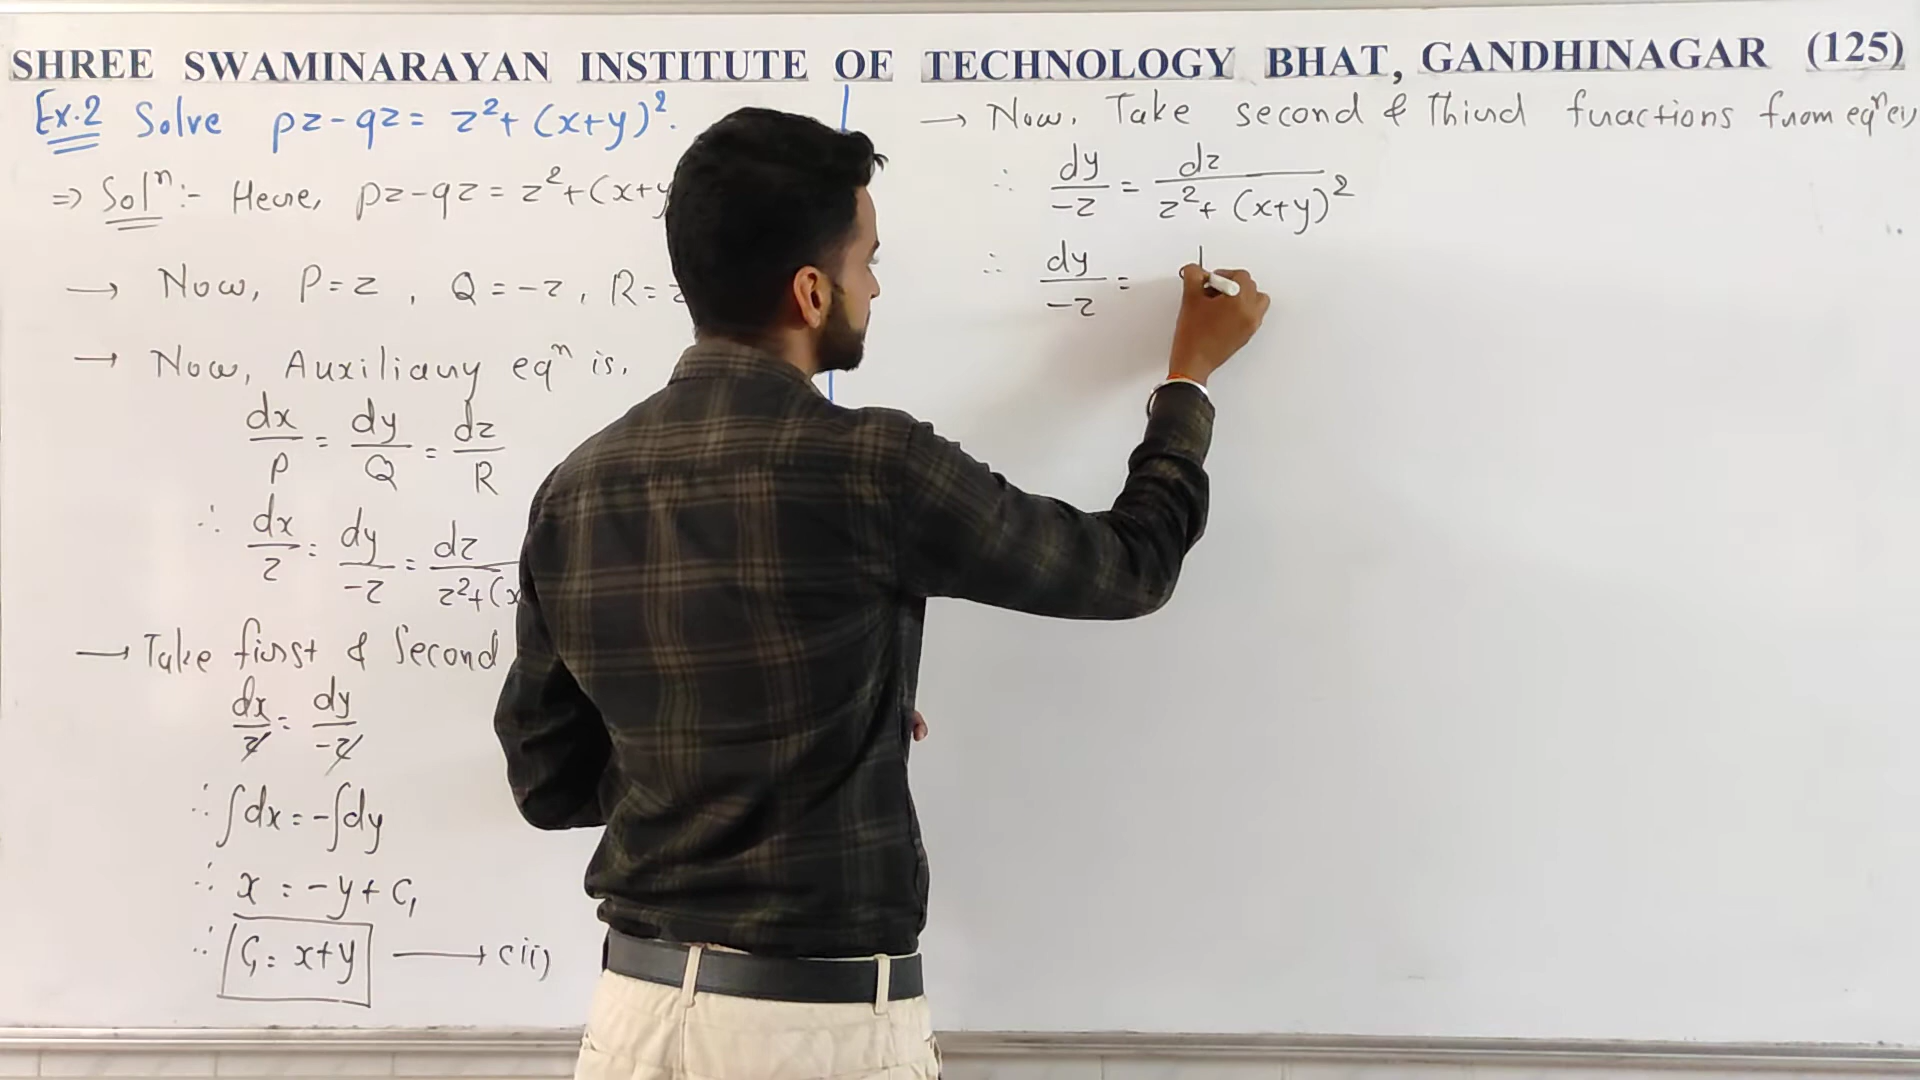 SHREE SWAMINARAYAN INSTITUTE OF TECHNOLOGY BHAT, GANDHINAGAR (125)
Ex.2 Solve pz-qz = z²+(x+y)².
⇒ Solⁿ:- Here, pz-qz = z²+(x+y
→ Now, P=z , Q=-z, R=z
→ Now, Auxiliary eqⁿ is,
dx/P = dy/Q = dz/R
∴ dx/z = dy/-z = dz/z²+(x
→ Take first & Second
dx/z = dy/-z
∴ ∫dx = -∫dy
∴ x = -y + C₁
∴ C₁ = x+y → (ii)
→ Now, Take second & third fractions from eqⁿ (i)
∴ dy/-z = dz/z²+(x+y)²
∴ dy/-z = d